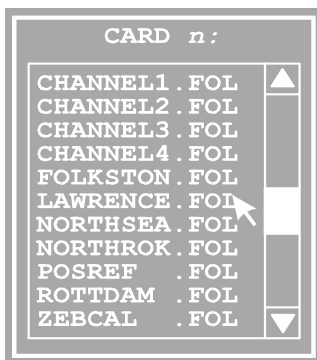 CARD n:
CHANNEL1.FOL
CHANNEL2.FOL
CHANNEL3.FOL
CHANNEL4.FOL
FOLKSTON.FOL
LAWRENCE.FOL
NORTHSEA.FOL
NORTHROK.FOL
POSREF .FOL
ROTTDAM .FOL
ZEBCAL .FOL